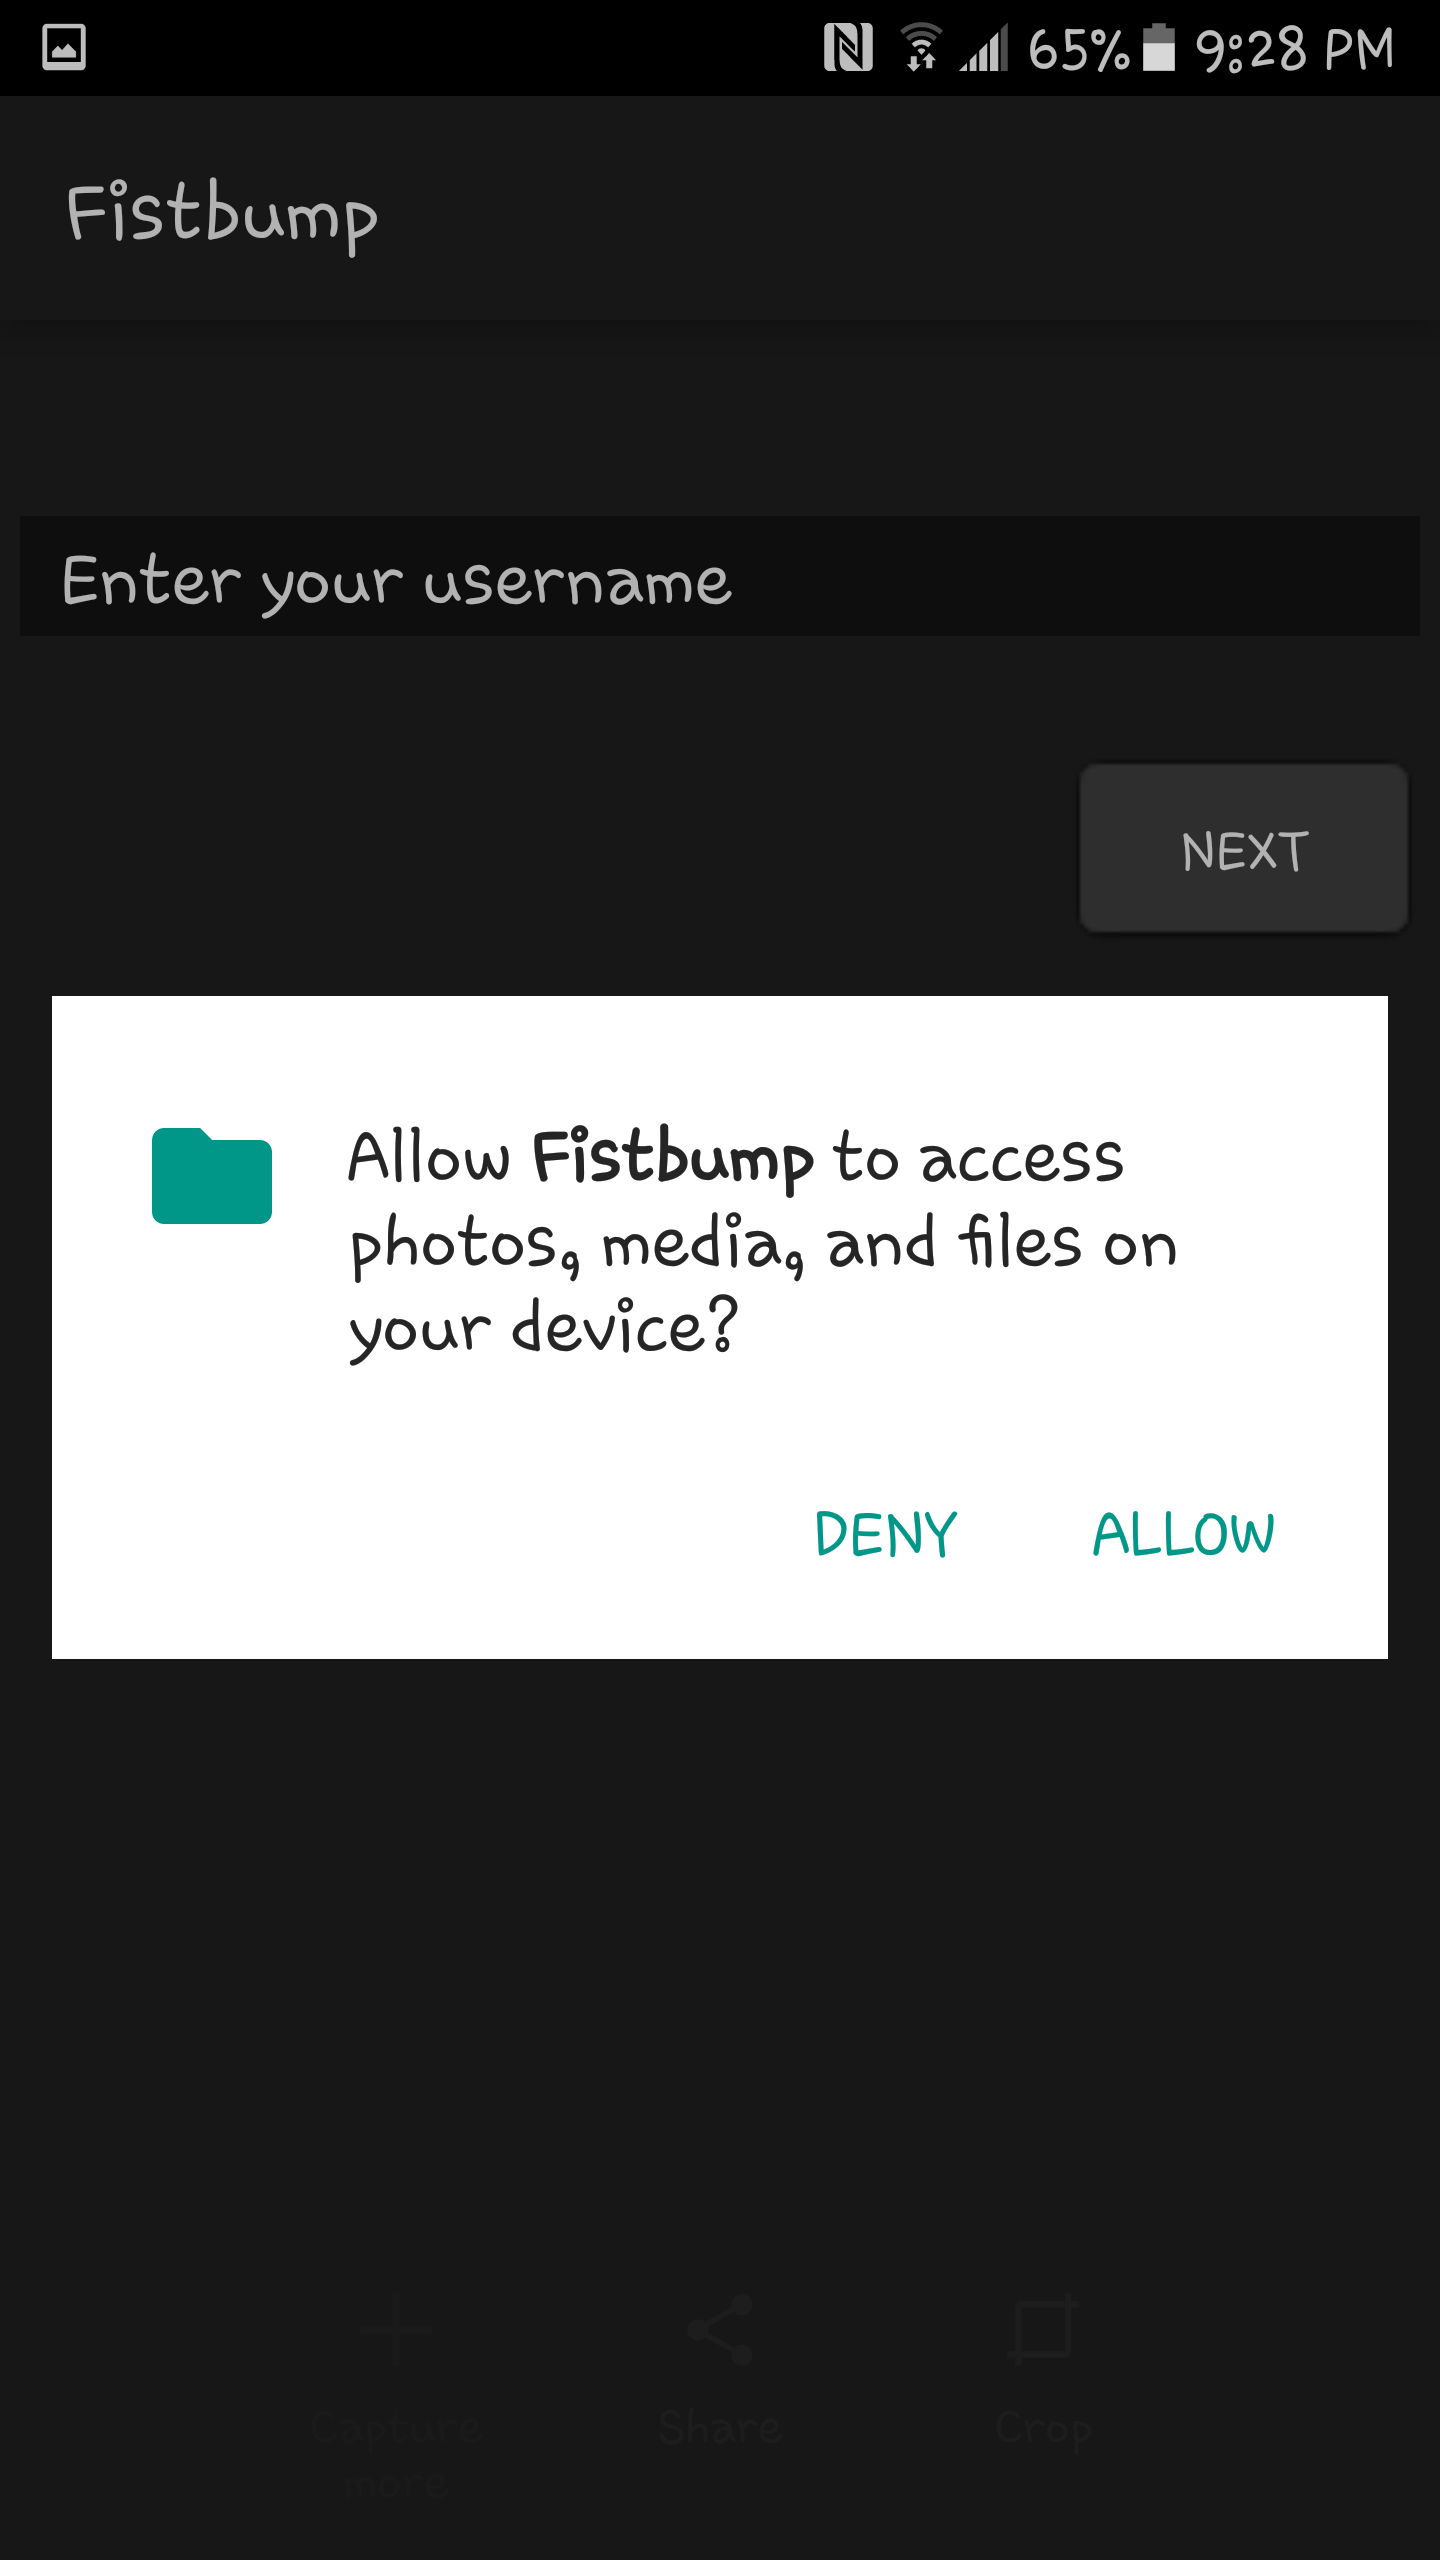 65% 9:28 PM
Fistbump
Enter your username
NEXT
Allow Fistbump to access
photos, media, and files on
your device?
DENY ALLOW
Capture Share Crop
more